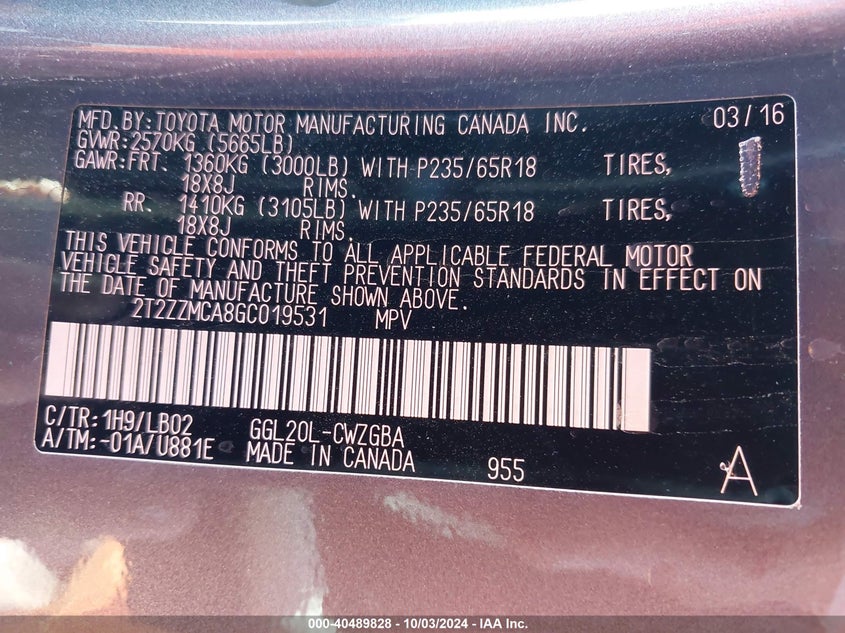 MFD. BY: TOYOTA MOTOR MANUFACTURING CANADA INC. 03/16
GVWR: 2570KG (5665LB)
GAWR: FRT. 1360KG (3000LB) WITH P235/65R18 TIRES,
18X8J RIMS.
RR. 1410KG (3105LB) WITH P235/65R18 TIRES,
18X8J RIMS.
THIS VEHICLE CONFORMS TO ALL APPLICABLE FEDERAL MOTOR
VEHICLE SAFETY AND THEFT PREVENTION STANDARDS IN EFFECT ON
THE DATE OF MANUFACTURE SHOWN ABOVE.
2T2ZZMCA8GC019531 MPV
C/TR: 1H9/LB02 GGL20L-CWZGBA
A/TM: -01A/U881E MADE IN CANADA 955 A
000-40489828 - 10/03/2024 - IAA Inc.